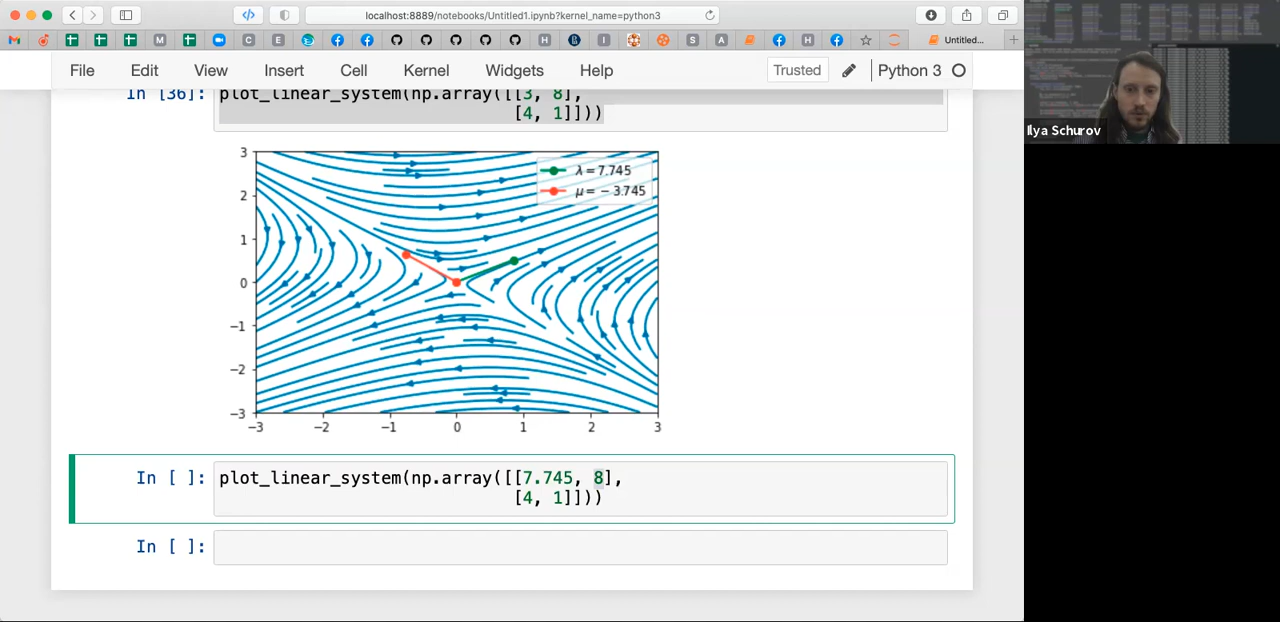 localhost:8889/notebooks/Untitled1.ipynb?kernel_name=python3
M
C
E
H
B
I
S
A
H
Untitled...
File Edit View Insert Cell Kernel Widgets Help
Trusted
Python 3
Ilya Schurov
In [36]: plot_linear_system(np.array([[3, 8],
[4, 1]]))
λ = 7.745
μ = − 3.745
3
2
1
0
−1
−2
−3
−3 −2 −1 0 1 2 3
In [ ]: plot_linear_system(np.array([[7.745, 8],
[4, 1]]))
In [ ]: